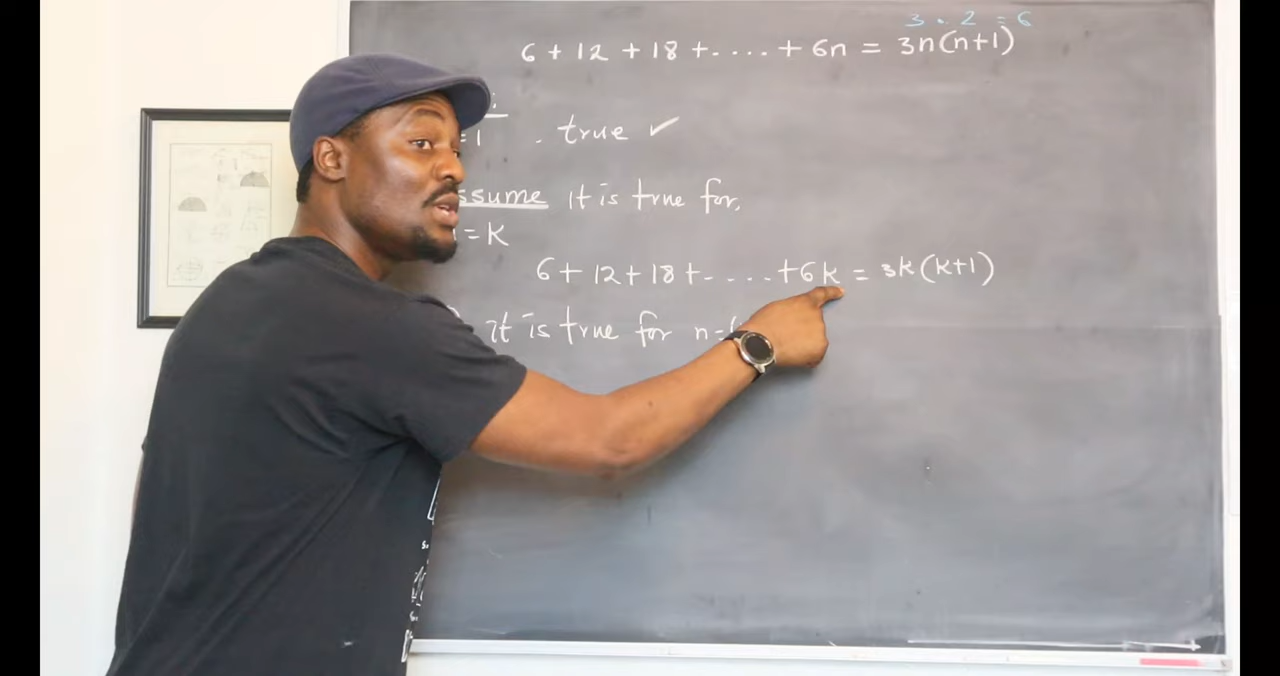 3 . 2 = 6
6 + 12 + 18 + .... + 6n = 3n(n+1)
=1 . true ✓
ssume it is true for,
=K
6 + 12 + 18 + .... + 6k = 3k(k+1)
it is true for n=